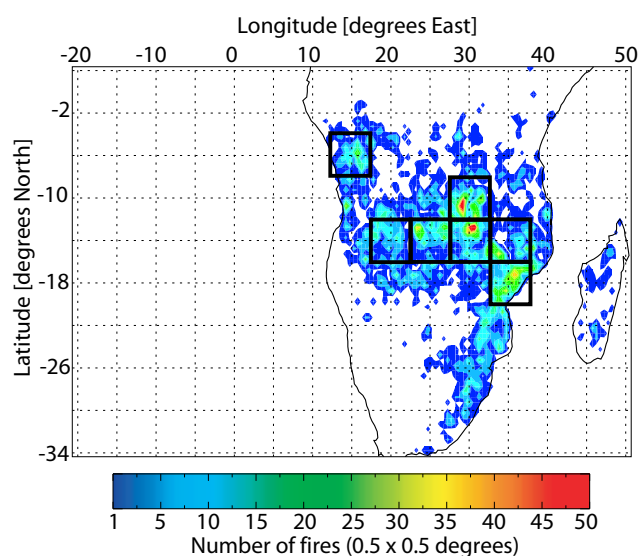 Longitude [degrees East]
-20 -10 0 10 20 30 40 50
Latitude [degrees North]
-2
-10
-18
-26
-34
1 5 10 15 20 25 30 35 40 45 50
Number of fires (0.5 x 0.5 degrees)